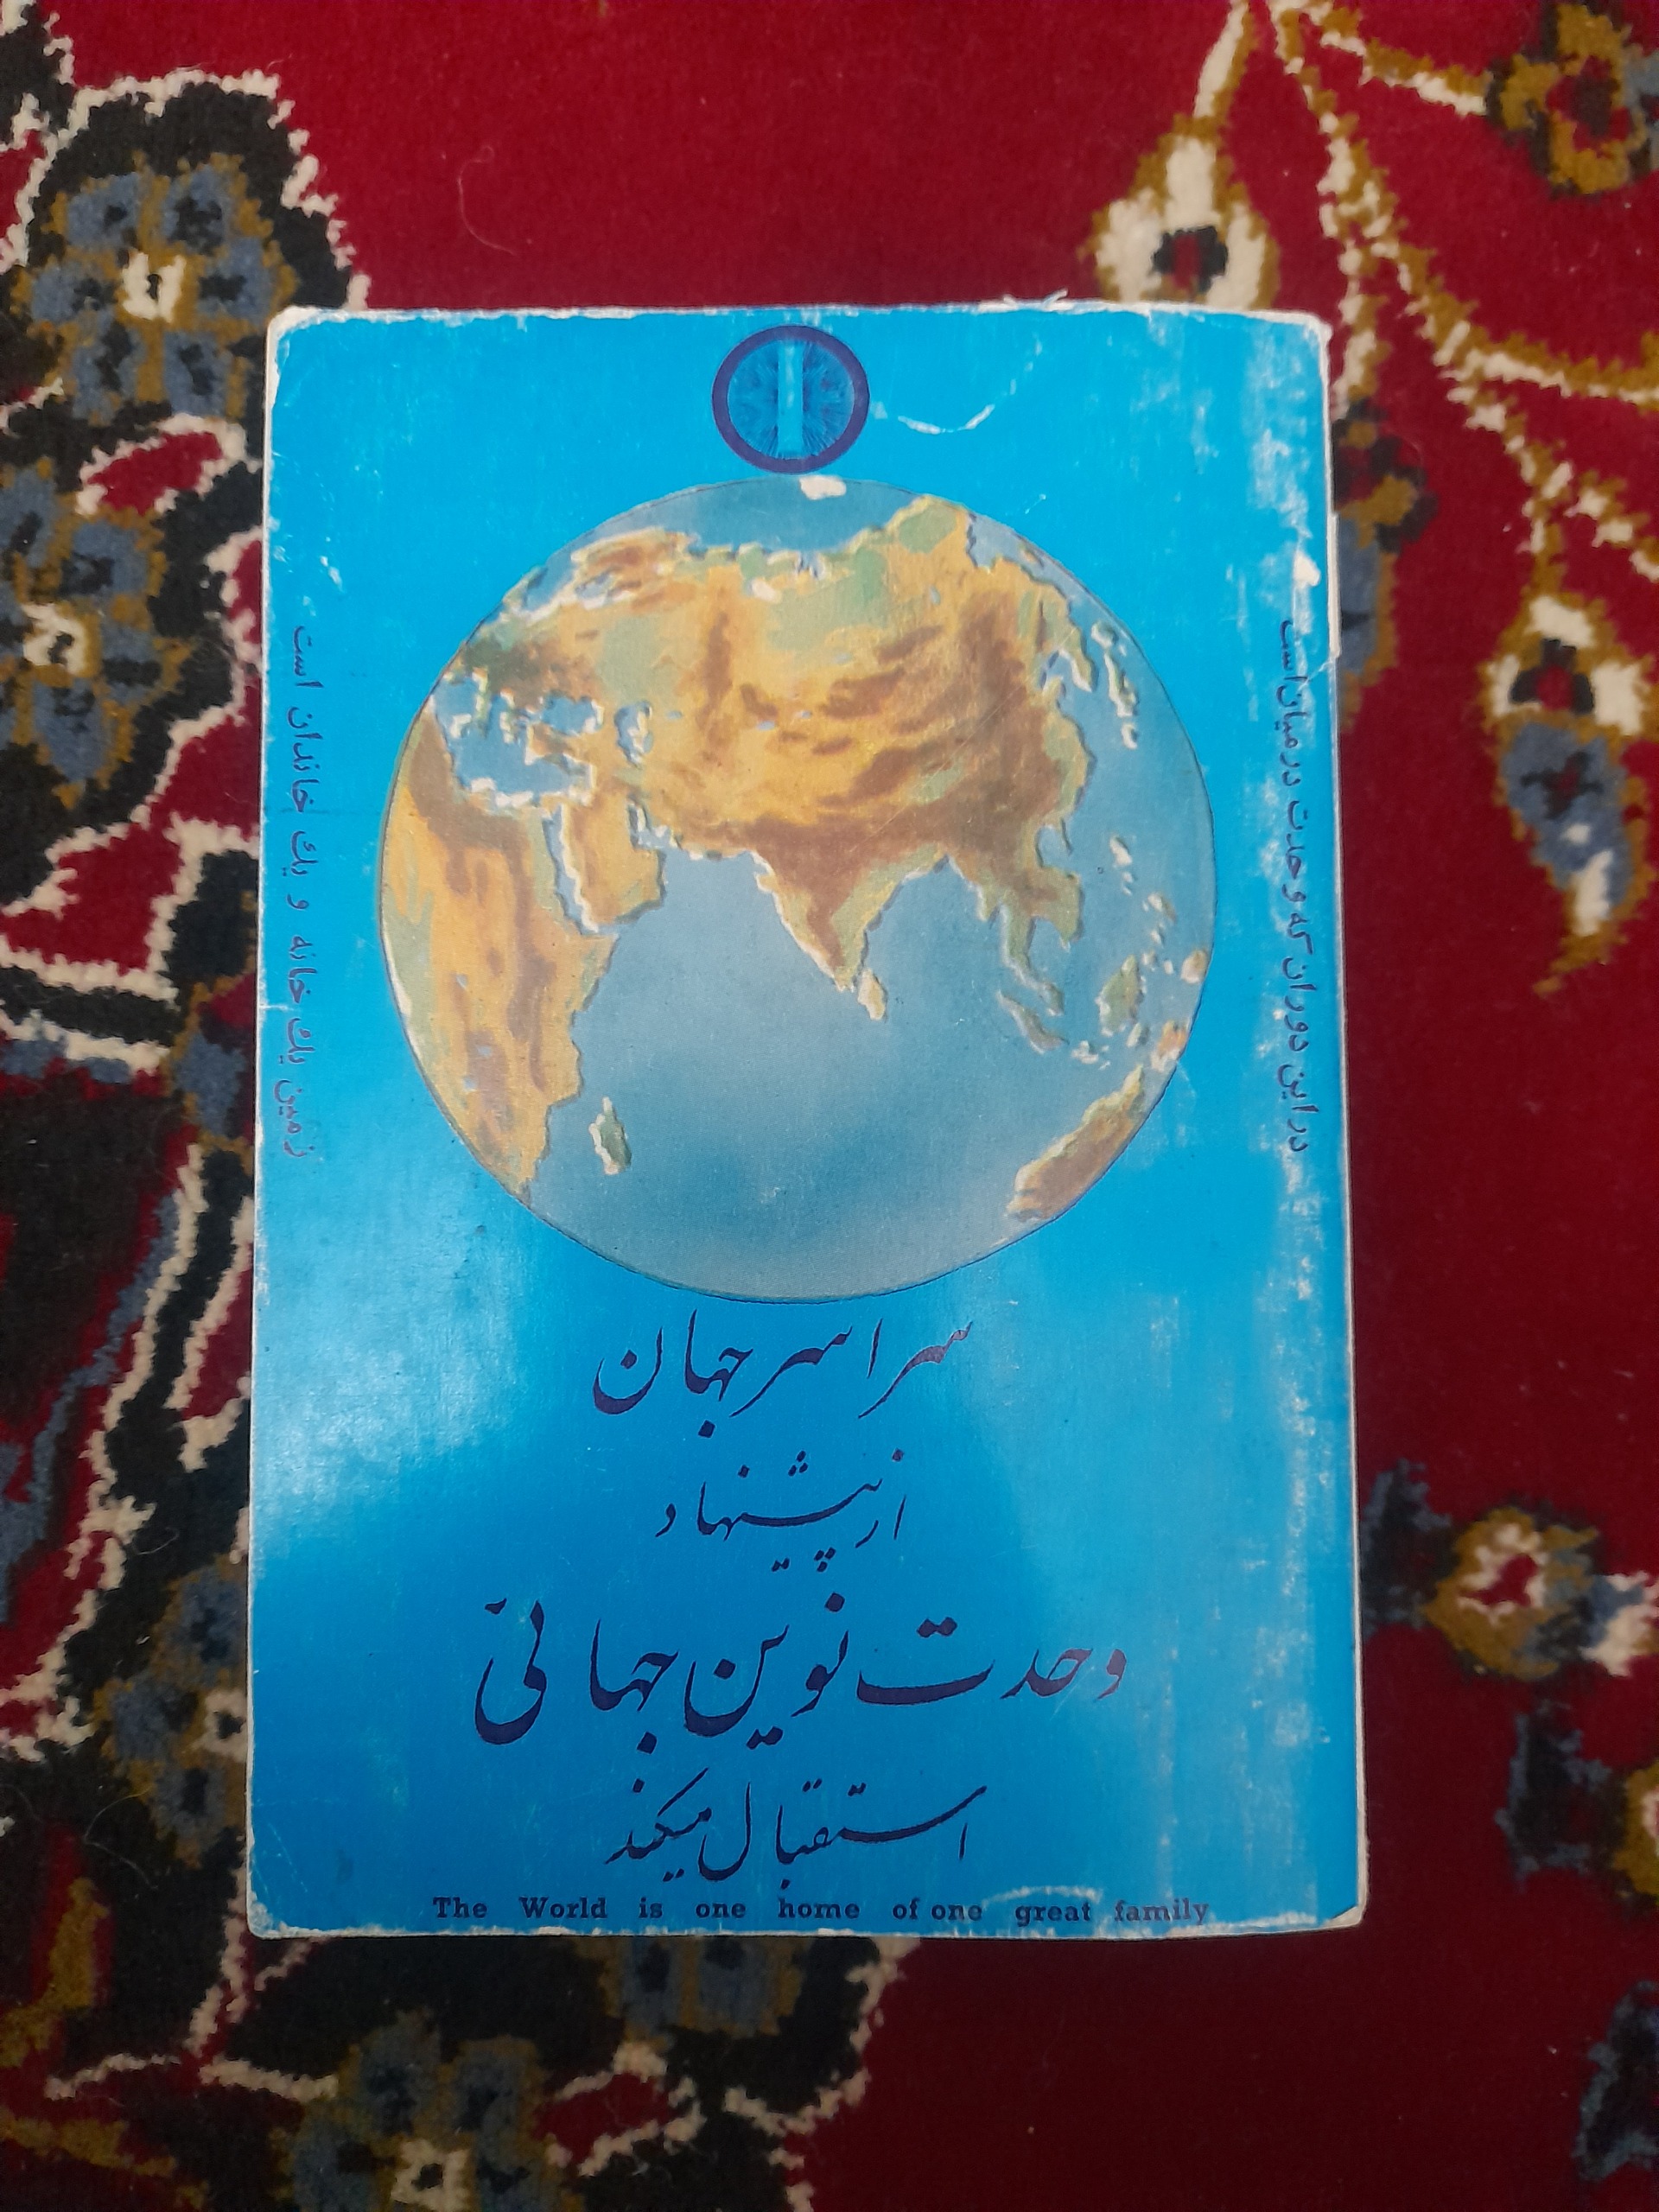 سراسر جهان
از پیشنهاد
وحدت نوین جهانی
استقبال میکند
The World is one home of one great family
در این دوران که وحدت در میان است
زمین یک خانه و یک خاندان است